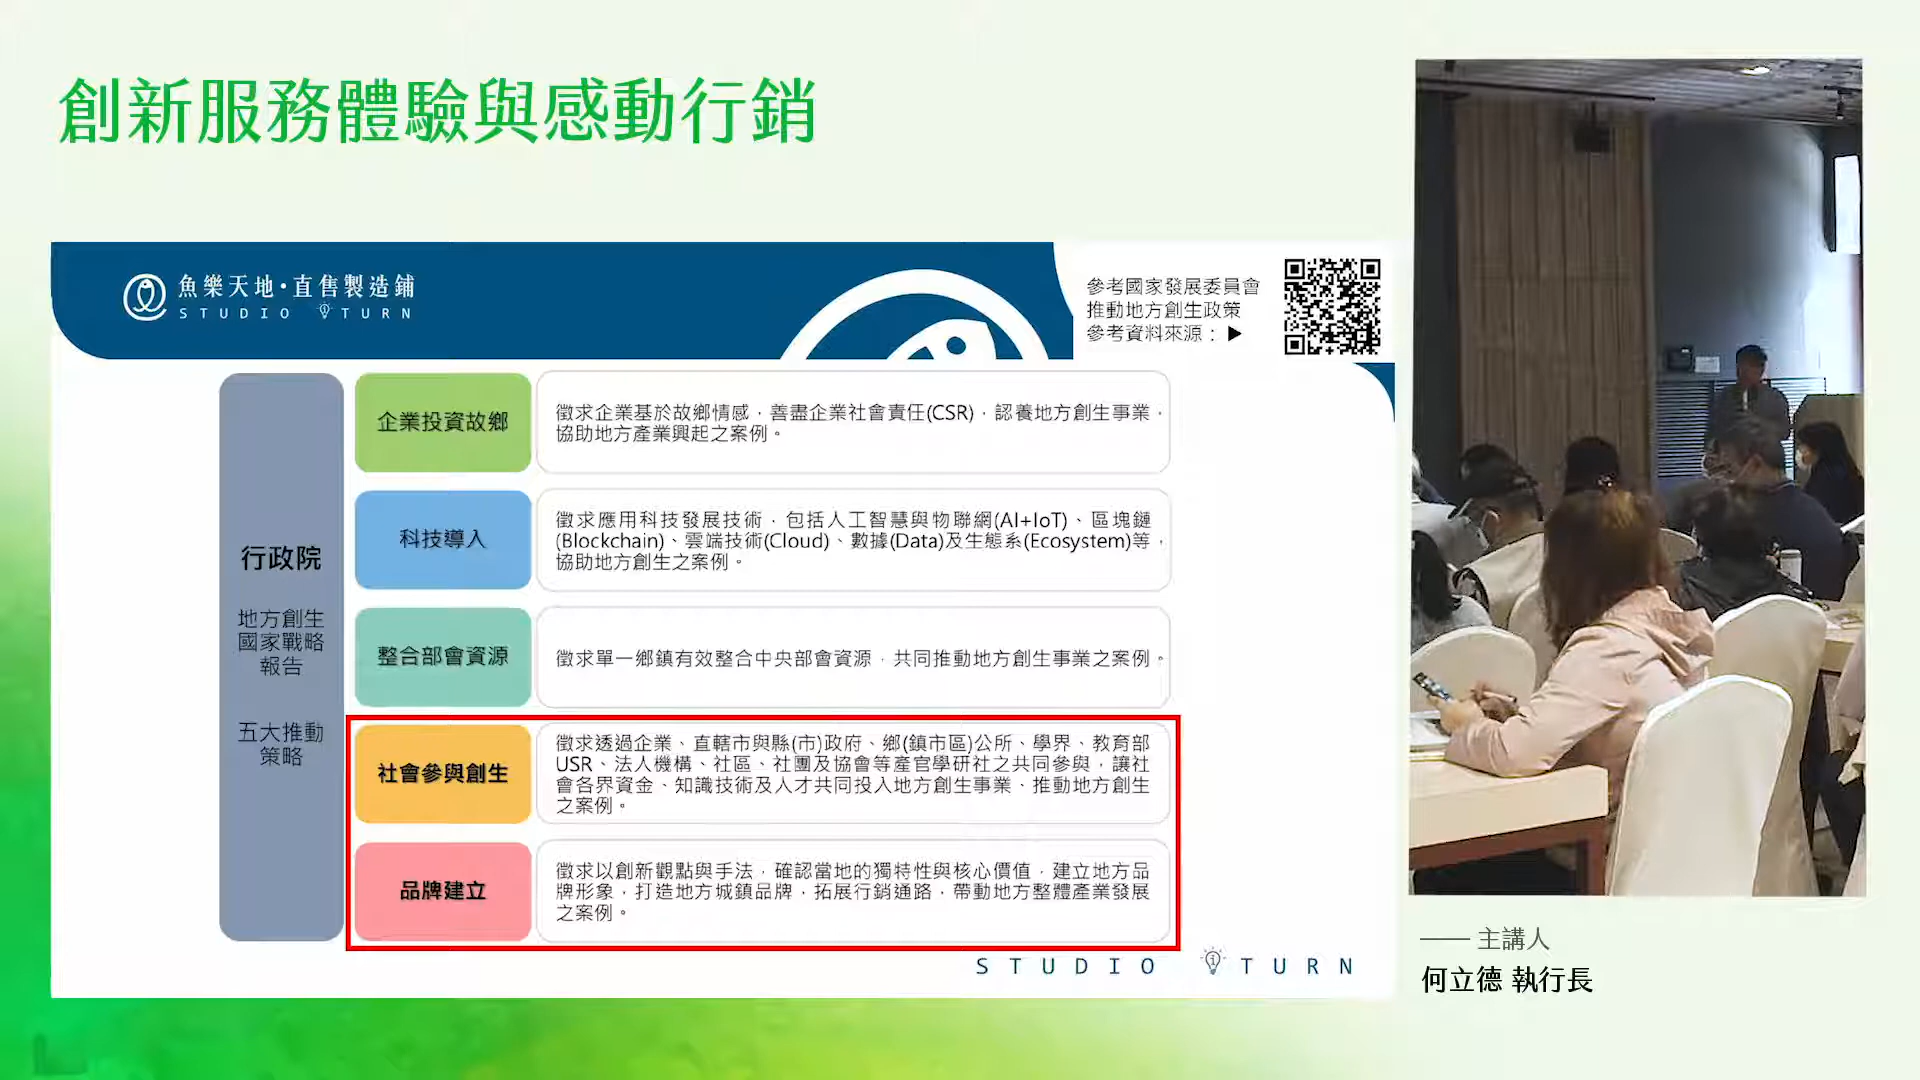 創新服務體驗與感動行銷
魚樂天地·直售製造鋪
STUDIO iTURN
參考國家發展委員會
推動地方創生政策
參考資料來源：▶
行政院
地方創生
國家戰略
報告
五大推動
策略
企業投資故鄉
徵求企業基於故鄉情感，善盡企業社會責任(CSR)，認養地方創生事業，
協助地方產業興起之案例。
科技導入
徵求應用科技發展技術，包括人工智慧與物聯網(AI+IoT)、區塊鏈
(Blockchain)、雲端技術(Cloud)、數據(Data)及生態系(Ecosystem)等，
協助地方創生之案例。
整合部會資源
徵求單一鄉鎮有效整合中央部會資源，共同推動地方創生事業之案例。
社會參與創生
徵求透過企業、直轄市與縣(市)政府、鄉(鎮市區)公所、學界、教育部
USR、法人機構、社區、社團及協會等產官學研社之共同參與，讓社
會各界資金、知識技術及人才共同投入地方創生事業、推動地方創生
之案例。
品牌建立
徵求以創新觀點與手法，確認當地的獨特性與核心價值，建立地方品
牌形象，打造地方城鎮品牌，拓展行銷通路，帶動地方整體產業發展
之案例。
STUDIO iTURN
—— 主講人
何立德 執行長